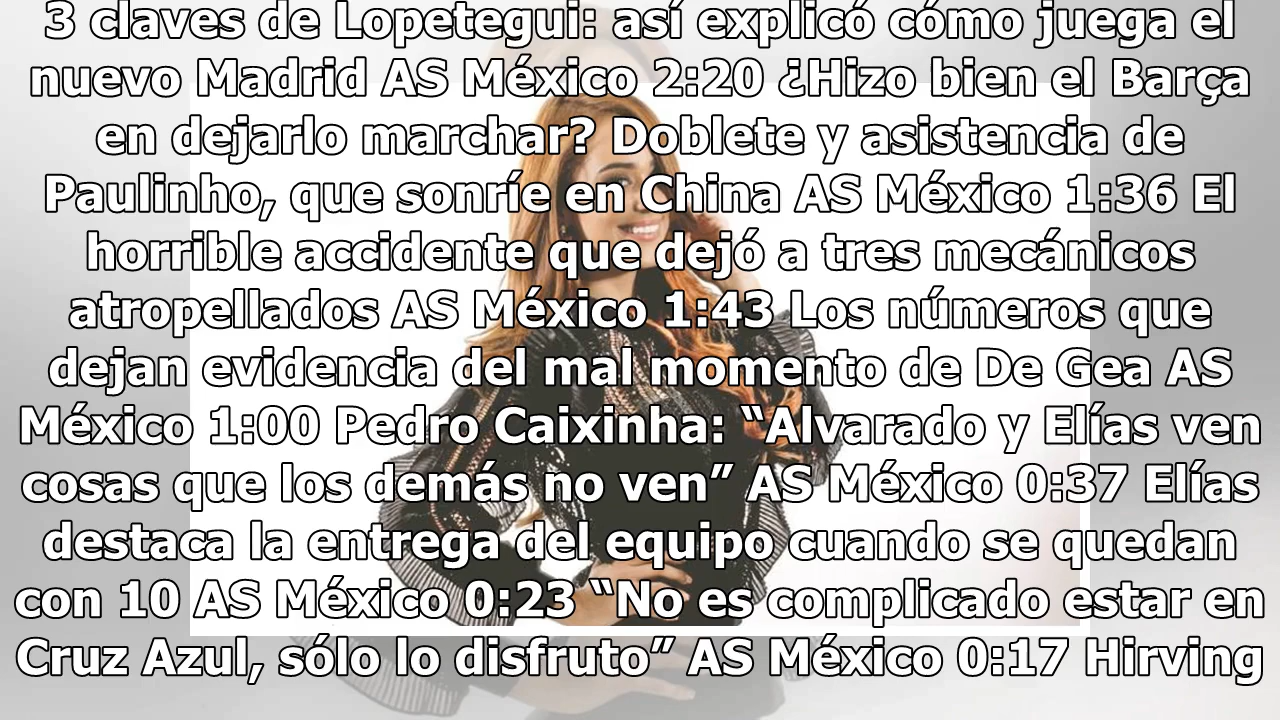 3 claves de Lopetegui: así explicó cómo juega el
nuevo Madrid AS México 2:20 ¿Hizo bien el Barça
en dejarlo marchar? Doblete y asistencia de
Paulinho, que sonríe en China AS México 1:36 El
horrible accidente que dejó a tres mecánicos
atropellados AS México 1:43 Los números que
dejan evidencia del mal momento de De Gea AS
México 1:00 Pedro Caixinha: “Alvarado y Elías ven
cosas que los demás no ven” AS México 0:37 Elías
destaca la entrega del equipo cuando se quedan
con 10 AS México 0:23 “No es complicado estar en
Cruz Azul, sólo lo disfruto” AS México 0:17 Hirving